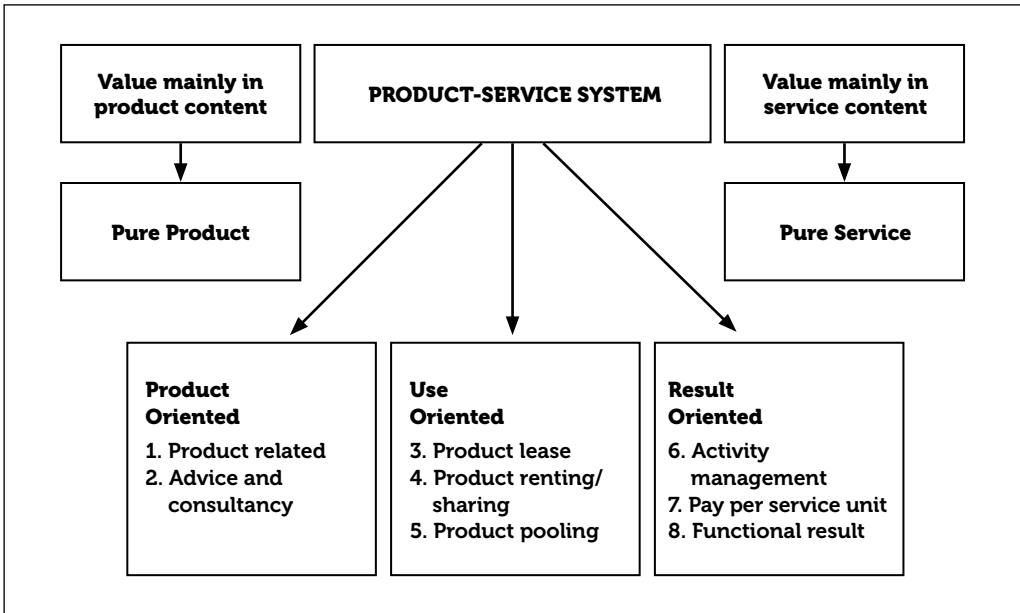 Value mainly in
product content
PRODUCT-SERVICE SYSTEM
Value mainly in
service content
Pure Product
Pure Service
Product
Oriented
1. Product related
2. Advice and
consultancy
Use
Oriented
3. Product lease
4. Product renting/
sharing
5. Product pooling
Result
Oriented
6. Activity
management
7. Pay per service unit
8. Functional result